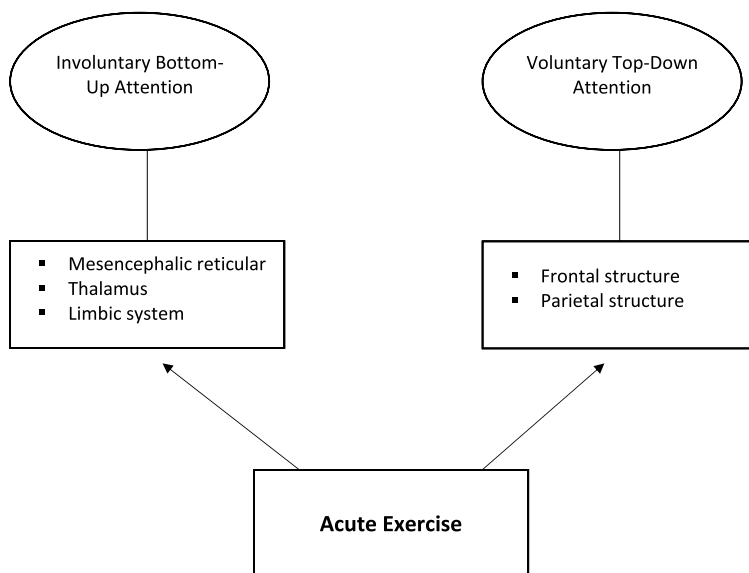 Involuntary Bottom-
Up Attention
Voluntary Top-Down
Attention
▪ Mesencephalic reticular
▪ Thalamus
▪ Limbic system
▪ Frontal structure
▪ Parietal structure
Acute Exercise